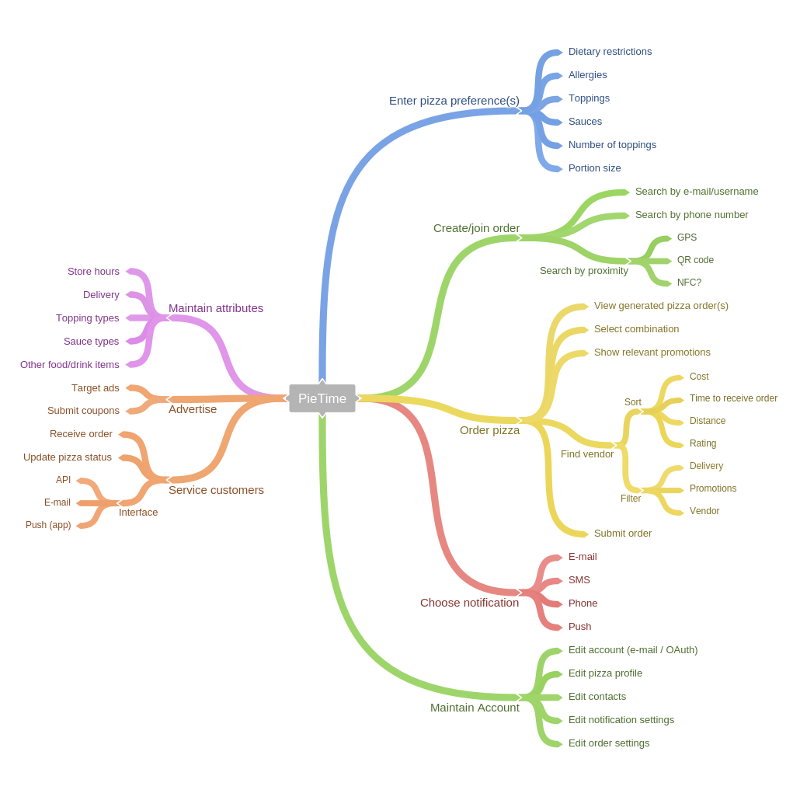 PieTime
Enter pizza preference(s)
Dietary restrictions
Allergies
Toppings
Sauces
Number of toppings
Portion size
Create/join order
Search by e-mail/username
Search by phone number
Search by proximity
GPS
QR code
NFC?
Order pizza
View generated pizza order(s)
Select combination
Show relevant promotions
Find vendor
Sort
Cost
Time to receive order
Distance
Rating
Filter
Delivery
Promotions
Vendor
Submit order
Choose notification
E-mail
SMS
Phone
Push
Maintain Account
Edit account (e-mail / OAuth)
Edit pizza profile
Edit contacts
Edit notification settings
Edit order settings
Maintain attributes
Store hours
Delivery
Topping types
Sauce types
Other food/drink items
Advertise
Target ads
Submit coupons
Service customers
Receive order
Update pizza status
Interface
API
E-mail
Push (app)